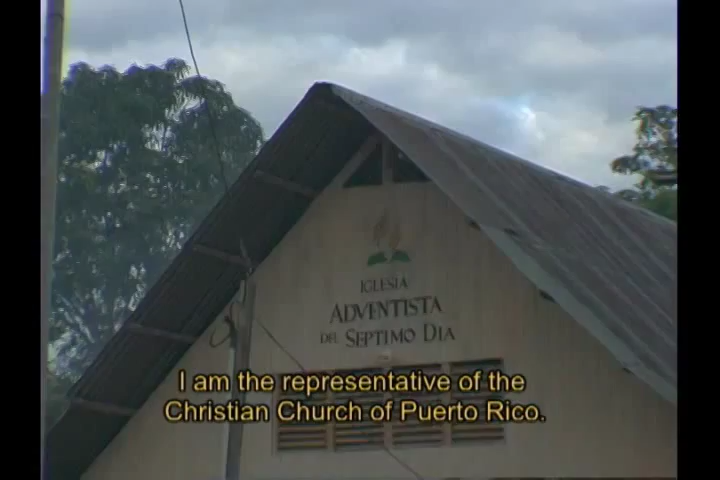 IGLESIA
ADVENTISTA
DEL SEPTIMO DIA
I am the representative of the
Christian Church of Puerto Rico.